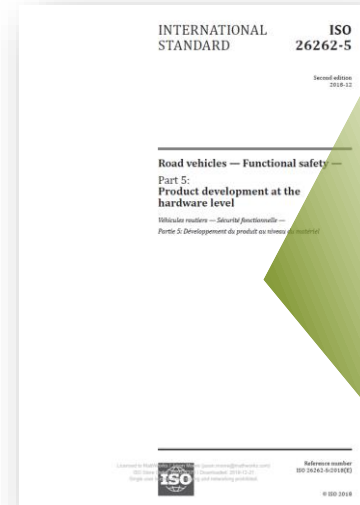 INTERNATIONAL
STANDARD
ISO
26262-5
Second edition
2018-12
Road vehicles — Functional safety —
Part 5:
Product development at the
hardware level
Véhicules routiers — Sécurité fonctionnelle —
Partie 5: Développement du produit au niveau du matériel
ISO
Reference number
ISO 26262-5:2018(E)
© ISO 2018